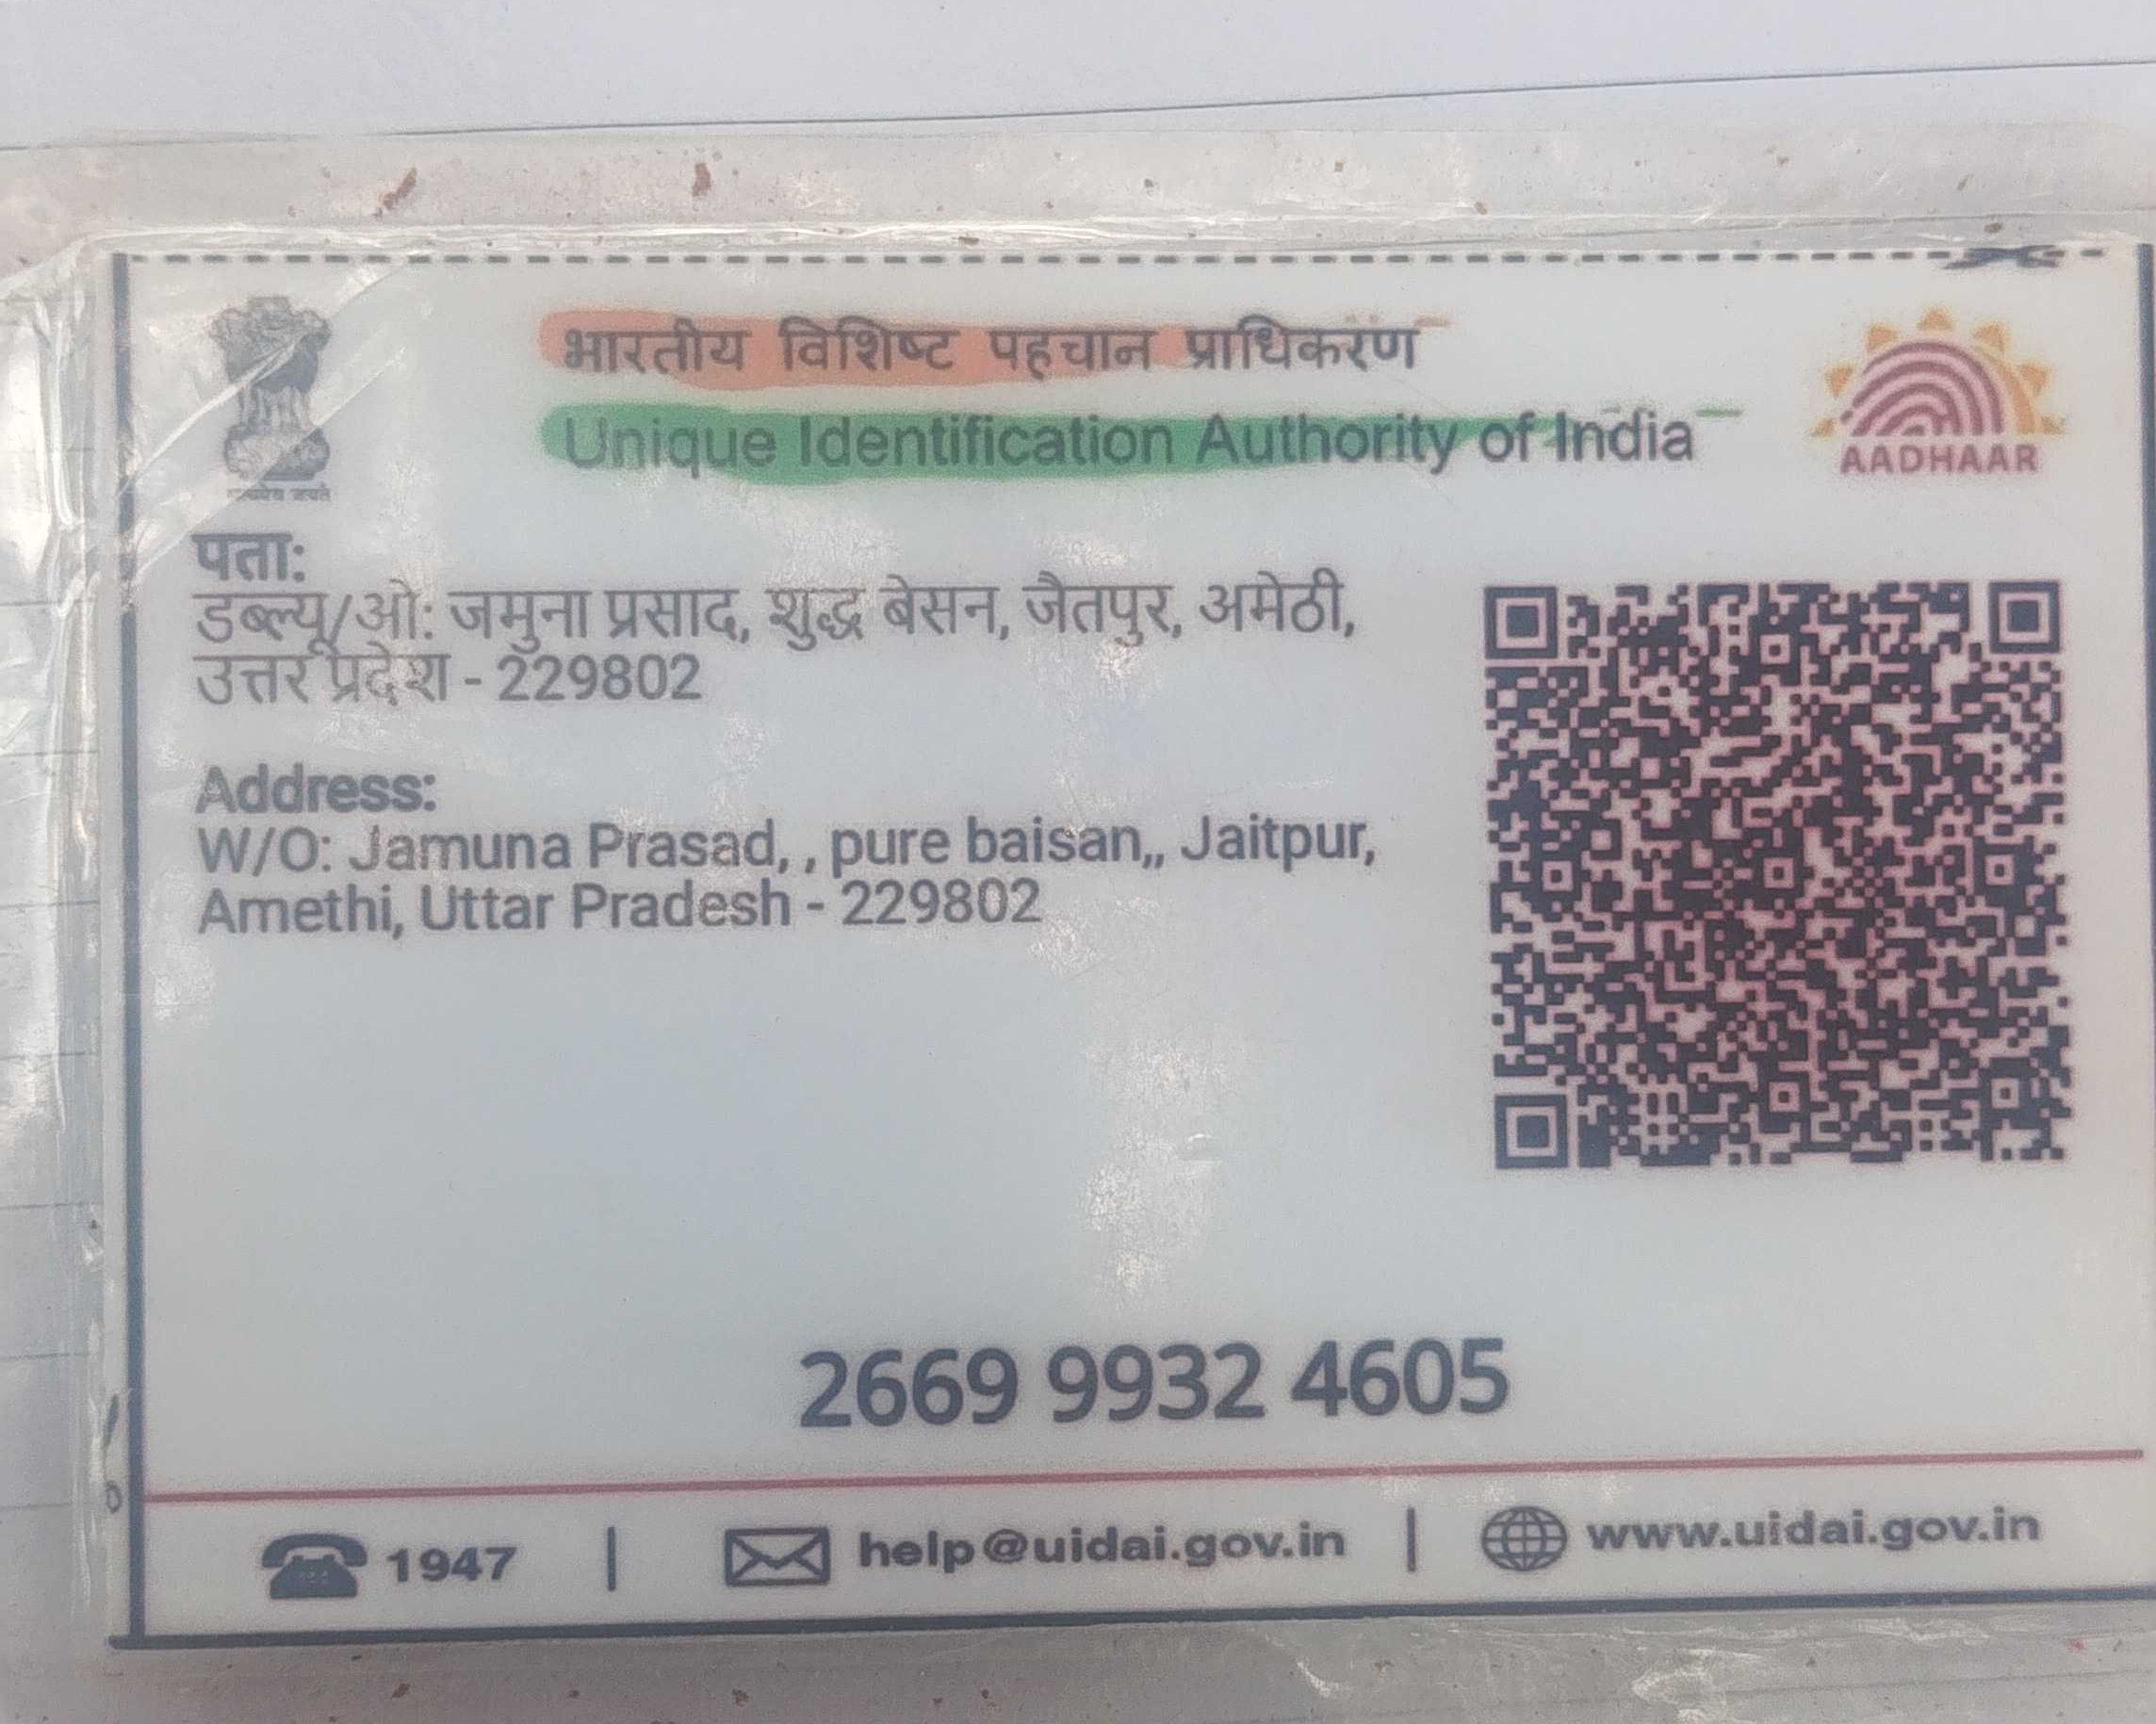 भारतीय विशिष्ट पहचान प्राधिकरण
Unique Identification Authority of India
AADHAAR
पता:
डब्ल्यू/ओ: जमुना प्रसाद, शुद्ध बेसन, जैतपुर, अमेठी,
उत्तर प्रदेश - 229802
Address:
W/O: Jamuna Prasad, , pure baisan,, Jaitpur,
Amethi, Uttar Pradesh - 229802
2669 9932 4605
1947 | help@uidai.gov.in | www.uidai.gov.in